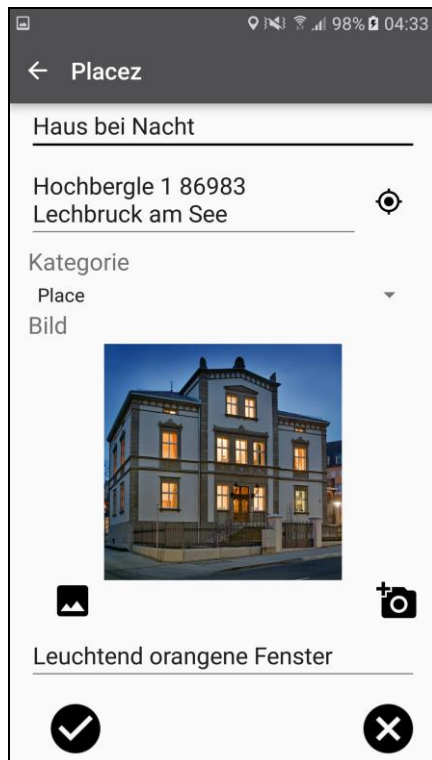 98% 04:33
Placez
Haus bei Nacht
Hochbergle 1 86983
Lechbruck am See
Kategorie
Place
Bild
Leuchtend orangene Fenster